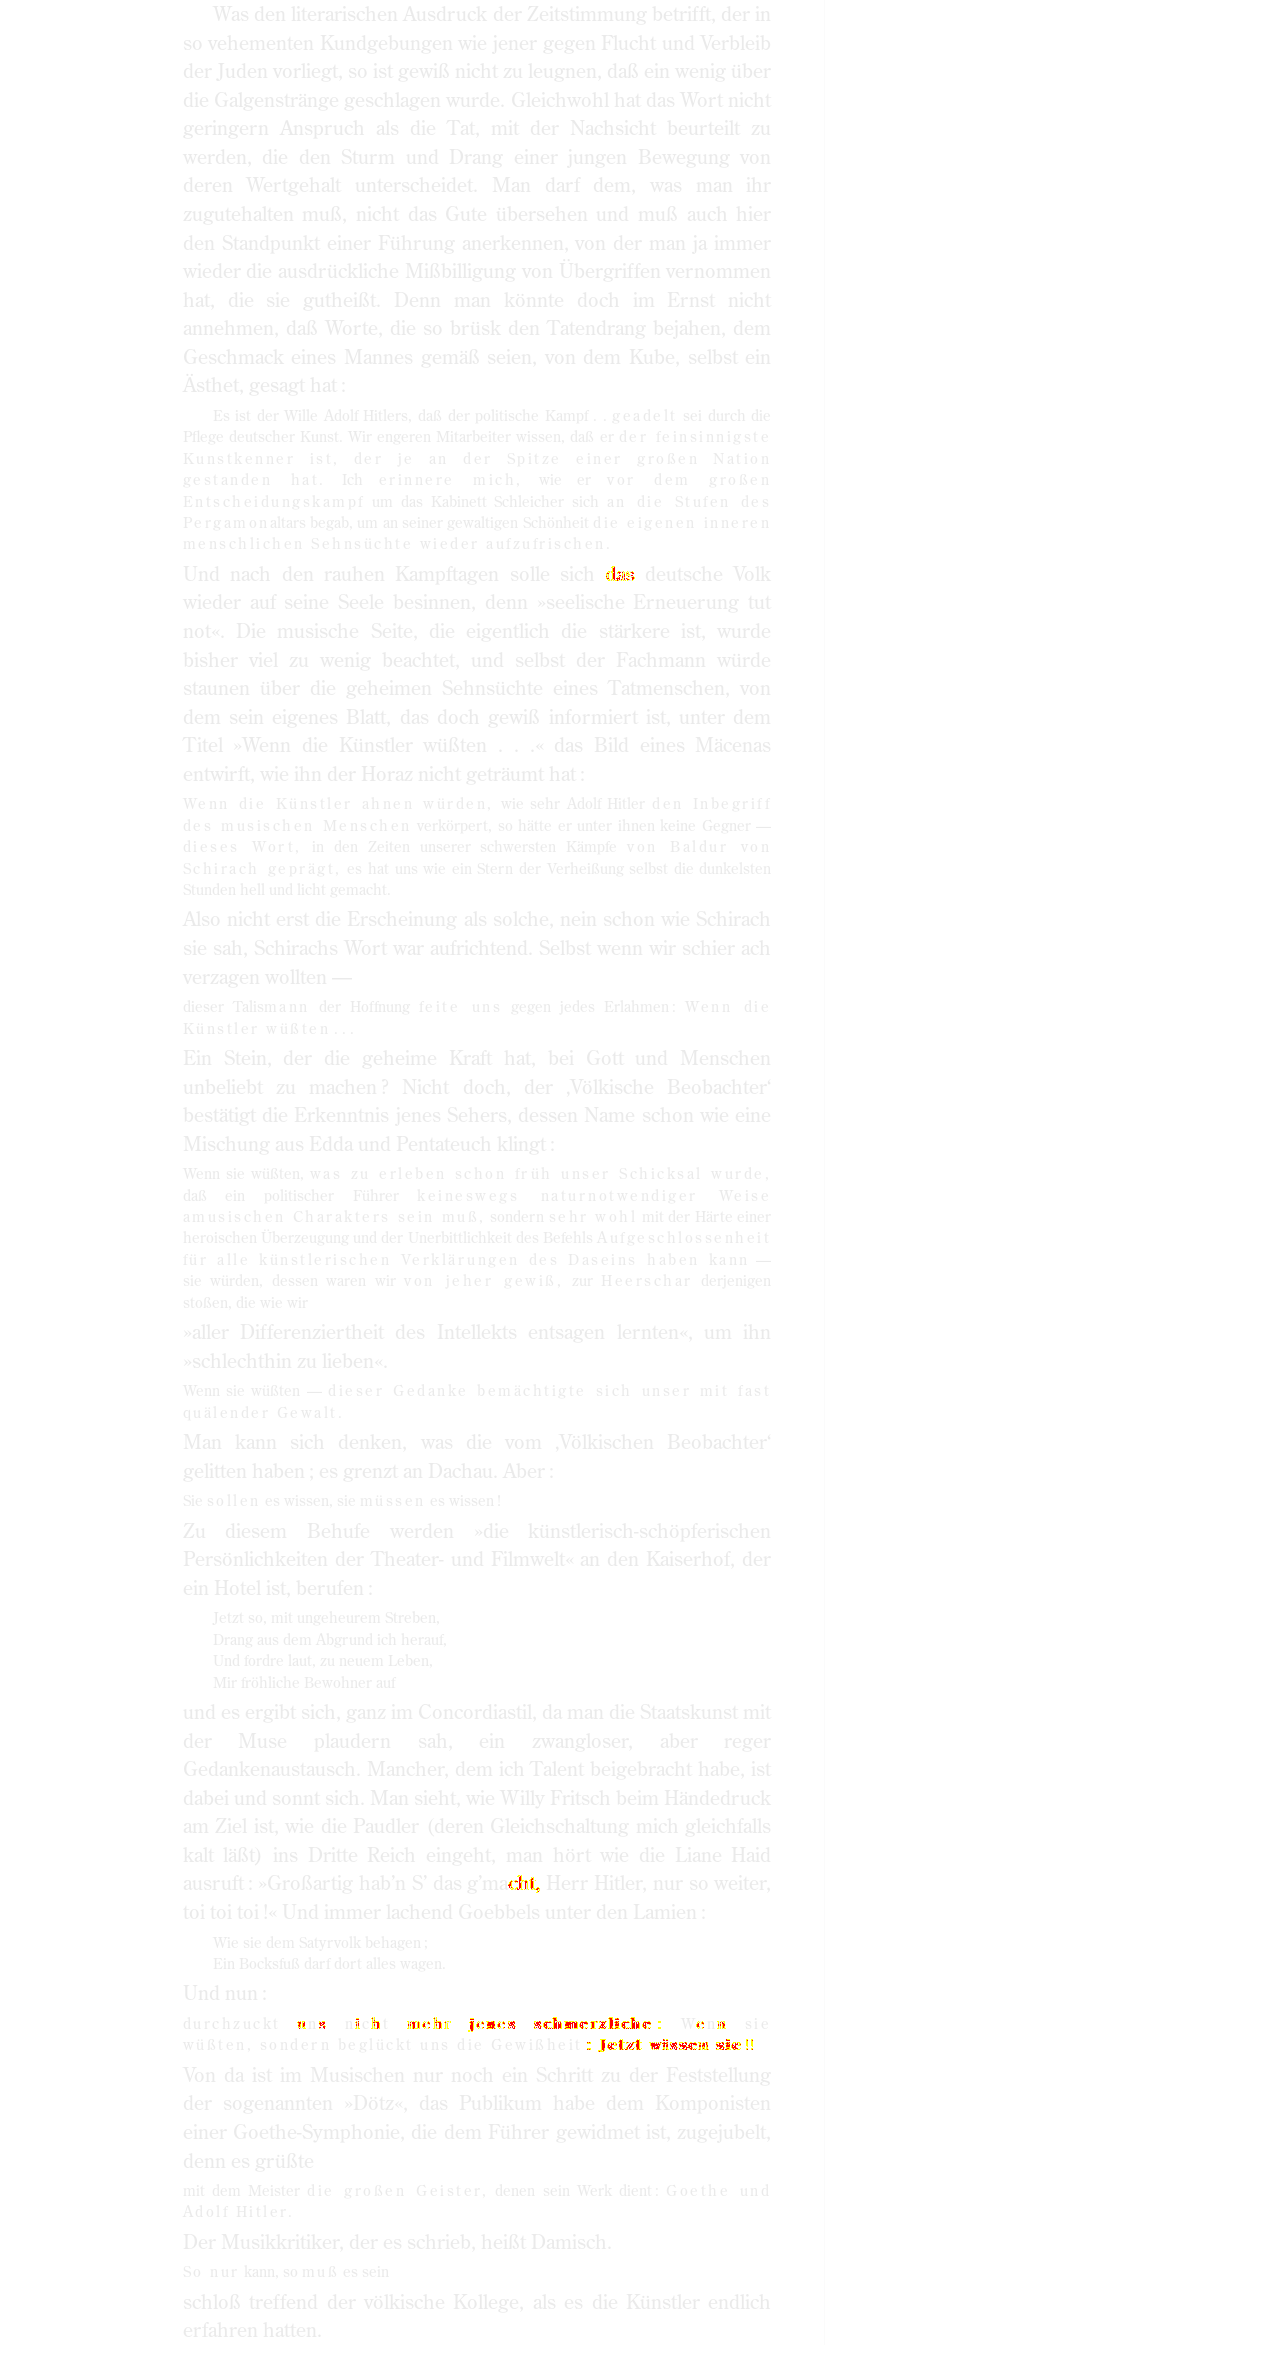 Was den literarischen Ausdruck der Zeitstimmung betrifft, der in
so vehementen Kundgebungen wie jener gegen Flucht und Verbleib
der Juden vorliegt, so ist gewiß nicht zu leugnen, daß ein wenig über
die Galgenstränge geschlagen wurde. Gleichwohl hat das Wort nicht
geringern Anspruch als die Tat, mit der Nachsicht beurteilt zu
werden, die den Sturm und Drang einer jungen Bewegung von
deren Wertgehalt unterscheidet. Man darf dem, was man ihr
zugutehalten muß, nicht das Gute übersehen und muß auch hier
den Standpunkt einer Führung anerkennen, von der man ja immer
wieder die ausdrückliche Mißbilligung von Übergriffen vernommen
hat, die sie gutheißt. Denn man könnte doch im Ernst nicht
annehmen, daß Worte, die so brüsk den Tatendrang bejahen, dem
Geschmack eines Mannes gemäß seien, von dem Kube, selbst ein
Ästhet, gesagt hat :
Es ist der Wille Adolf Hitlers, daß der politische Kampf . . geadelt sei durch die
Pflege deutscher Kunst. Wir engeren Mitarbeiter wissen, daß er der feinsinnigste
Kunstkenner ist, der je an der Spitze einer großen Nation
gestanden hat. Ich erinnere mich, wie er vor dem großen
Entscheidungskampf um das Kabinett Schleicher sich an die Stufen des
Pergamonaltars begab, um an seiner gewaltigen Schönheit die eigenen inneren
menschlichen Sehnsüchte wieder aufzufrischen.
Und nach den rauhen Kampftagen solle sich das deutsche Volk
wieder auf seine Seele besinnen, denn »seelische Erneuerung tut
not«. Die musische Seite, die eigentlich die stärkere ist, wurde
bisher viel zu wenig beachtet, und selbst der Fachmann würde
staunen über die geheimen Sehnsüchte eines Tatmenschen, von
dem sein eigenes Blatt, das doch gewiß informiert ist, unter dem
Titel »Wenn die Künstler wüßten . . .« das Bild eines Mäcenas
entwirft, wie ihn der Horaz nicht geträumt hat :
Wenn die Künstler ahnen würden, wie sehr Adolf Hitler den Inbegriff
des musischen Menschen verkörpert, so hätte er unter ihnen keine Gegner —
dieses Wort, in den Zeiten unserer schwersten Kämpfe von Baldur von
Schirach geprägt, es hat uns wie ein Stern der Verheißung selbst die dunkelsten
Stunden hell und licht gemacht.
Also nicht erst die Erscheinung als solche, nein schon wie Schirach
sie sah, Schirachs Wort war aufrichtend. Selbst wenn wir schier ach
verzagen wollten —
dieser Talismann der Hoffnung feite uns gegen jedes Erlahmen : Wenn die
Künstler wüßten . . .
Ein Stein, der die geheime Kraft hat, bei Gott und Menschen
unbeliebt zu machen ? Nicht doch, der ‚Völkische Beobachter‘
bestätigt die Erkenntnis jenes Sehers, dessen Name schon wie eine
Mischung aus Edda und Pentateuch klingt :
Wenn sie wüßten, was zu erleben schon früh unser Schicksal wurde,
daß ein politischer Führer keineswegs naturnotwendiger Weise
amusischen Charakters sein muß, sondern sehr wohl mit der Härte einer
heroischen Überzeugung und der Unerbittlichkeit des Befehls Aufgeschlossenheit
für alle künstlerischen Verklärungen des Daseins haben kann —
sie würden, dessen waren wir von jeher gewiß, zur Heerschar derjenigen
stoßen, die wie wir
»aller Differenziertheit des Intellekts entsagen lernten«, um ihn
»schlechthin zu lieben«.
Wenn sie wüßten — dieser Gedanke bemächtigte sich unser mit fast
quälender Gewalt.
Man kann sich denken, was die vom ‚Völkischen Beobachter‘
gelitten haben ; es grenzt an Dachau. Aber :
Sie sollen es wissen, sie müssen es wissen !
Zu diesem Behufe werden »die künstlerisch-schöpferischen
Persönlichkeiten der Theater- und Filmwelt« an den Kaiserhof, der
ein Hotel ist, berufen :
Jetzt so, mit ungeheurem Streben,
Drang aus dem Abgrund ich herauf,
Und fordre laut, zu neuem Leben,
Mir fröhliche Bewohner auf
und es ergibt sich, ganz im Concordiastil, da man die Staatskunst mit
der Muse plaudern sah, ein zwangloser, aber reger
Gedankenaustausch. Mancher, dem ich Talent beigebracht habe, ist
dabei und sonnt sich. Man sieht, wie Willy Fritsch beim Händedruck
am Ziel ist, wie die Paudler (deren Gleichschaltung mich gleichfalls
kalt läßt) ins Dritte Reich eingeht, man hört wie die Liane Haid
ausruft : »Großartig hab’n S’ das g’macht, Herr Hitler, nur so weiter,
toi toi toi !« Und immer lachend Goebbels unter den Lamien :
Wie sie dem Satyrvolk behagen ;
Ein Bocksfuß darf dort alles wagen.
Und nun :
durchzuckt uns nicht mehr jenes schmerzliche : Wenn sie
wüßten, sondern beglückt uns die Gewißheit : Jetzt wissen sie !!
Von da ist im Musischen nur noch ein Schritt zu der Feststellung
der sogenannten »Dötz«, das Publikum habe dem Komponisten
einer Goethe-Symphonie, die dem Führer gewidmet ist, zugejubelt,
denn es grüßte
mit dem Meister die großen Geister, denen sein Werk dient : Goethe und
Adolf Hitler.
Der Musikkritiker, der es schrieb, heißt Damisch.
So nur kann, so muß es sein
schloß treffend der völkische Kollege, als es die Künstler endlich
erfahren hatten.